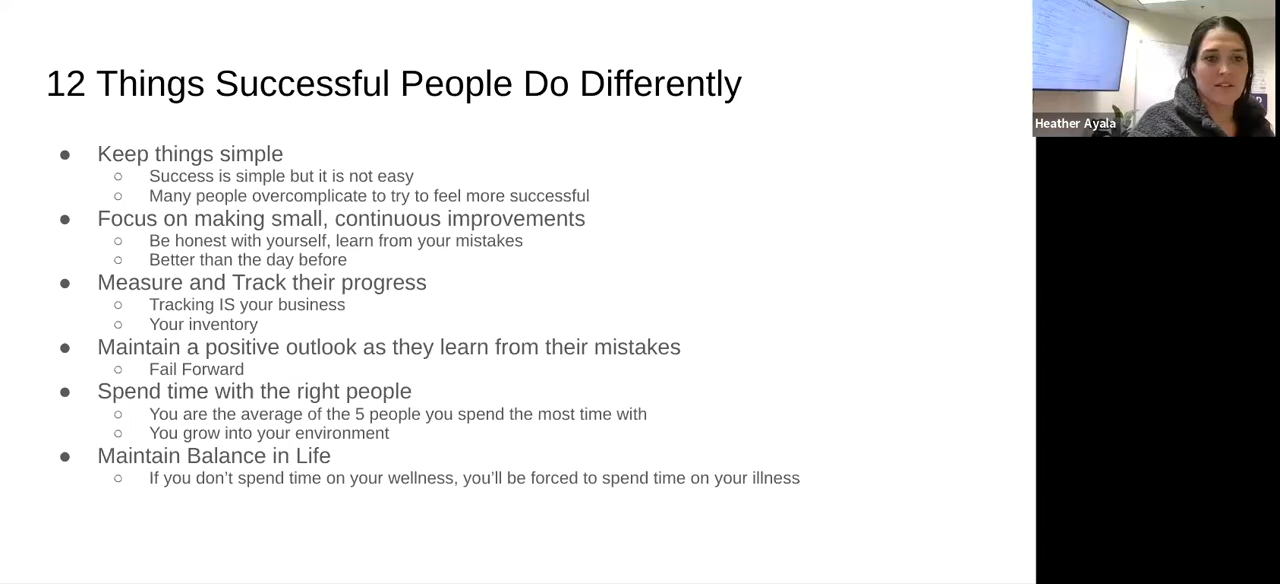 12 Things Successful People Do Differently
● Keep things simple
○ Success is simple but it is not easy
○ Many people overcomplicate to try to feel more successful
● Focus on making small, continuous improvements
○ Be honest with yourself, learn from your mistakes
○ Better than the day before
● Measure and Track their progress
○ Tracking IS your business
○ Your inventory
● Maintain a positive outlook as they learn from their mistakes
○ Fail Forward
● Spend time with the right people
○ You are the average of the 5 people you spend the most time with
○ You grow into your environment
● Maintain Balance in Life
○ If you don’t spend time on your wellness, you’ll be forced to spend time on your illness
Heather Ayala